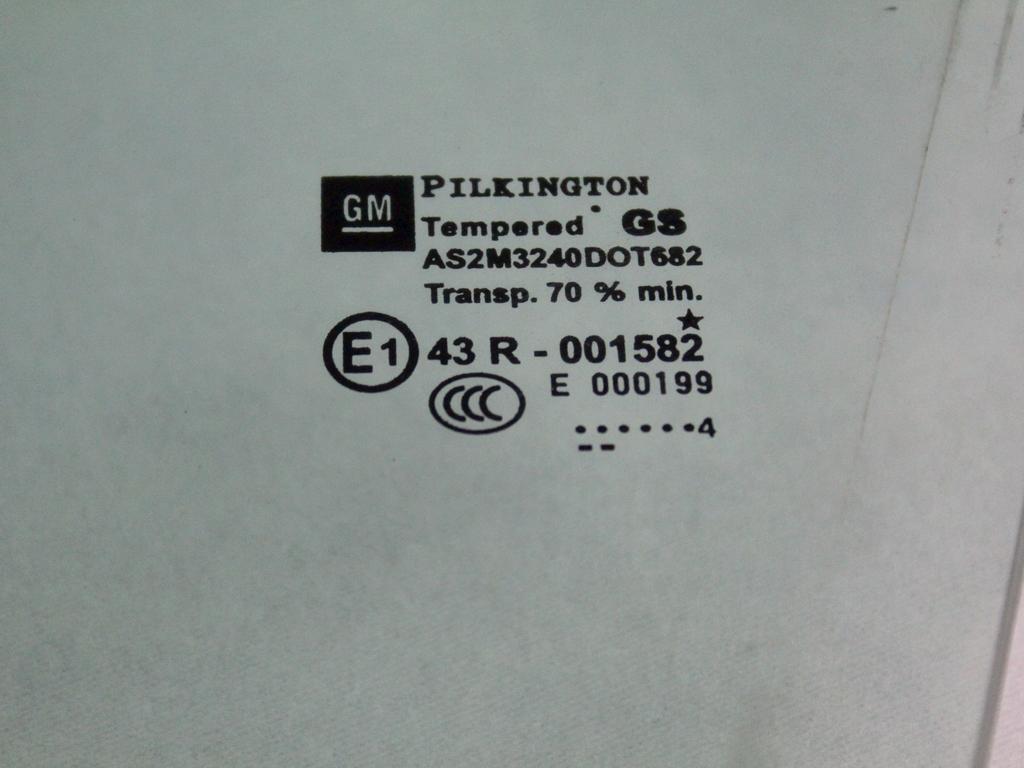 GM
PILKINGTON
Tempered GS
AS2M3240DOT682
Transp. 70 % min.
E1 43 R - 001582
CCC E 000199
••••••4